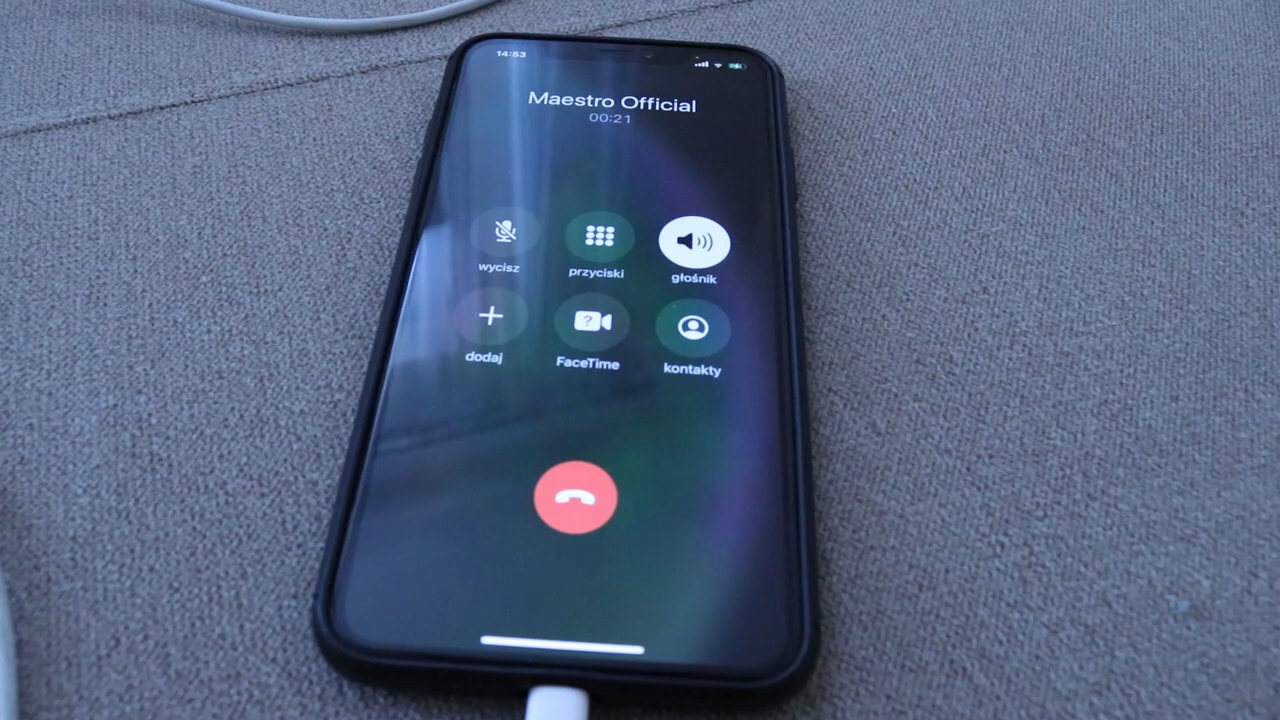 14:53
Maestro Official
00:21
wycisz
przyciski
głośnik
?
dodaj
FaceTime
kontakty